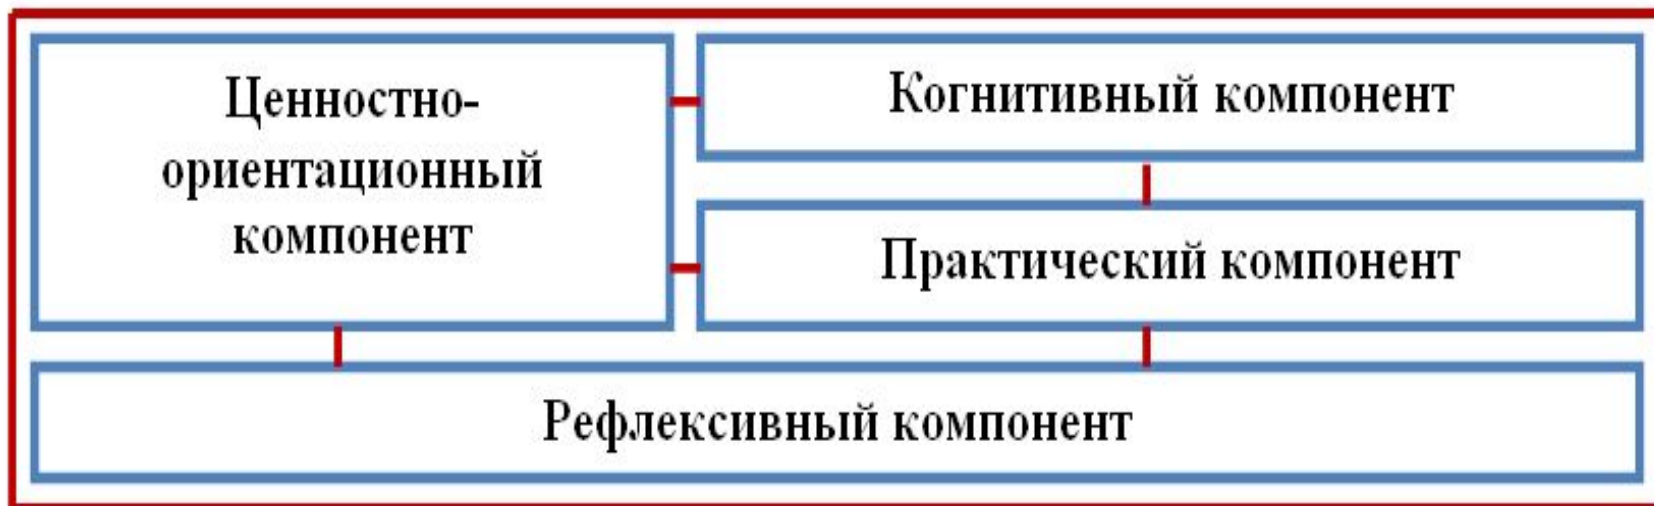 Ценностно-
ориентационный
компонент
Когнитивный компонент
Практический компонент
Рефлексивный компонент